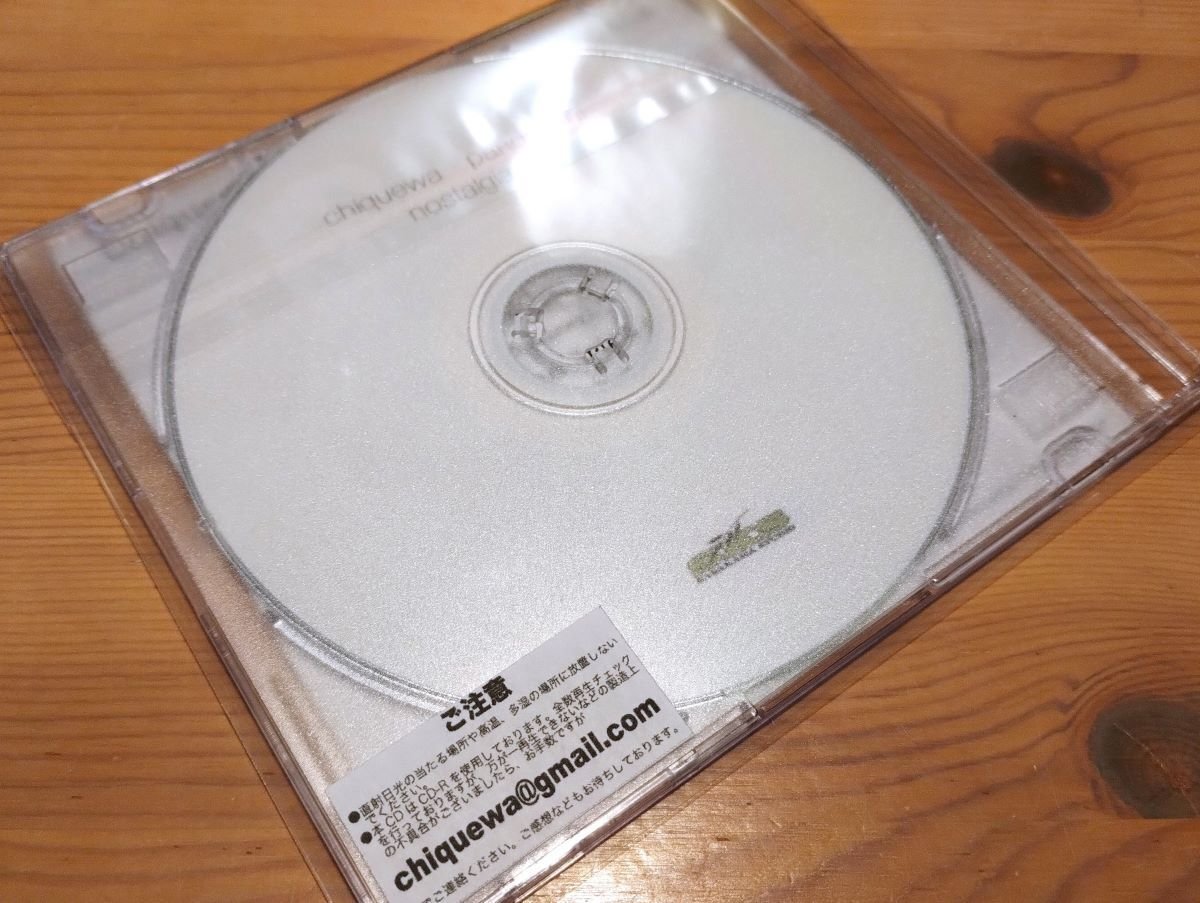 chiquewa
nostalgi
ご注意
●直射日光の当たる場所や高温、多湿の場所に放置しない
でください。
●本CDはCD-Rを使用しております。全数再生チェック
を行っておりますが、万が一再生できないなどの製造上
の不具合がございましたら、お手数ですが
chiquewa@gmail.com
までご連絡ください。ご感想などもお待ちしております。